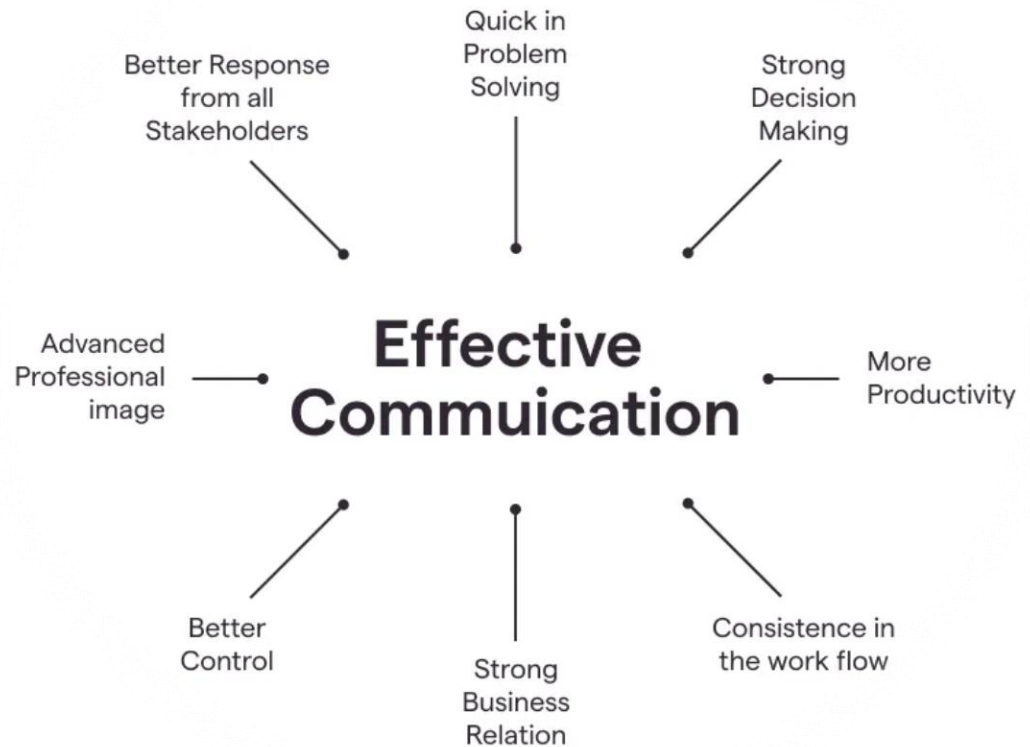 Quick in
Problem
Solving
Better Response
from all
Stakeholders
Strong
Decision
Making
Advanced
Professional
image
Effective
Commuication
More
Productivity
Better
Control
Strong
Business
Relation
Consistence in
the work flow